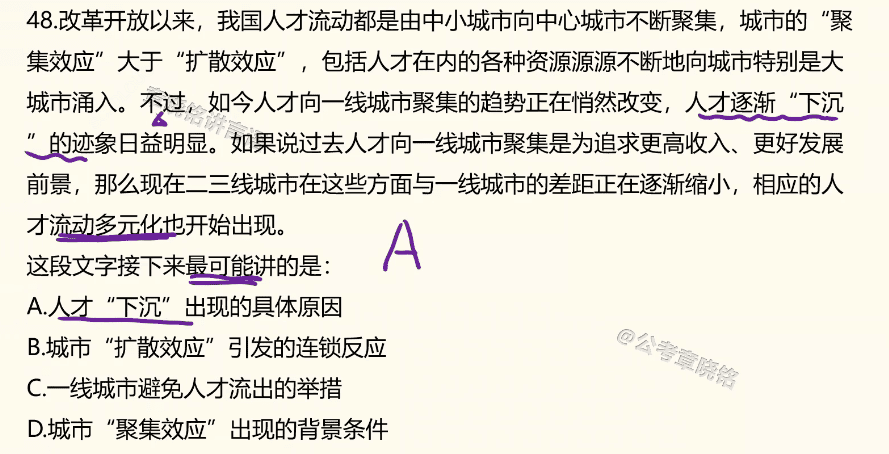 48.改革开放以来，我国人才流动都是由中小城市向中心城市不断聚集，城市的“聚
集效应”大于“扩散效应”，包括人才在内的各种资源源源不断地向城市特别是大
城市涌入。不过，如今人才向一线城市聚集的趋势正在悄然改变，人才逐渐“下沉
”的迹象日益明显。如果说过去人才向一线城市聚集是为追求更高收入、更好发展
前景，那么现在二三线城市在这些方面与一线城市的差距正在逐渐缩小，相应的人
才流动多元化也开始出现。
A
这段文字接下来最可能讲的是：
A.人才“下沉”出现的具体原因
B.城市“扩散效应”引发的连锁反应
@公考章晓铭
C.一线城市避免人才流出的举措
D.城市“聚集效应”出现的背景条件